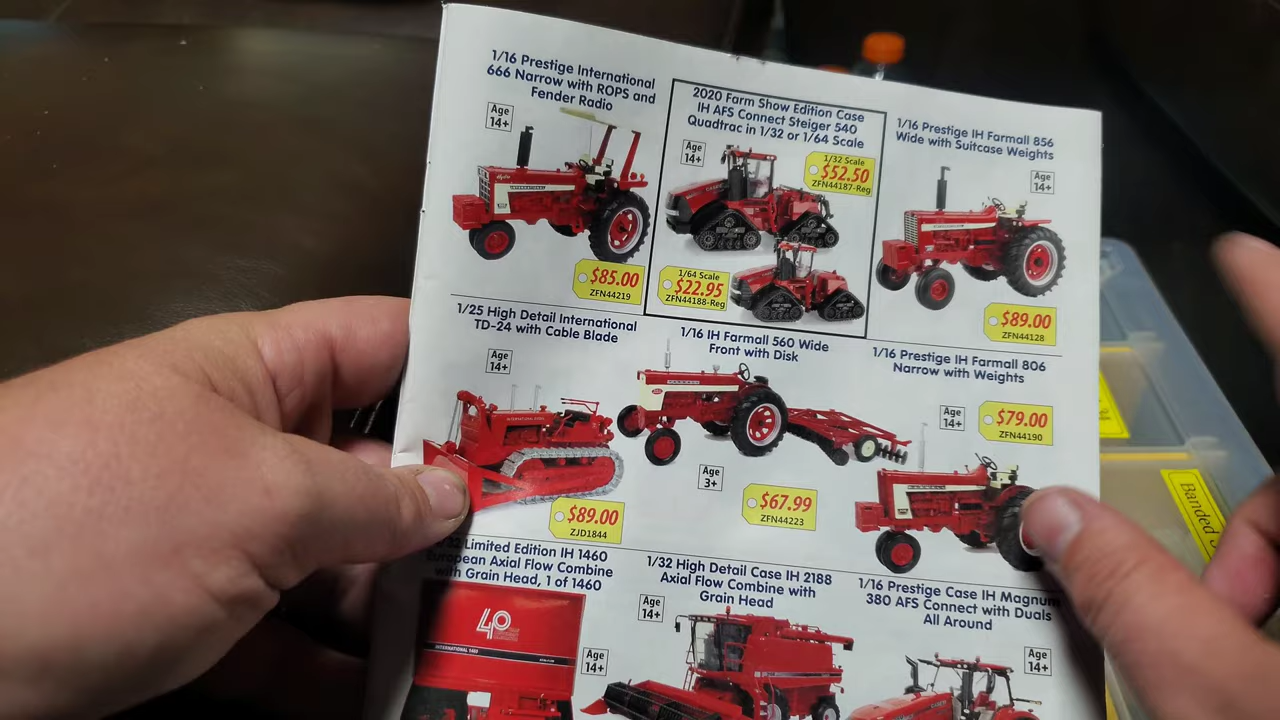 1/16 Prestige International
666 Narrow with ROPS and
Fender Radio
Age
14+
INTERNATIONAL
$85.00
ZFN44219
2020 Farm Show Edition Case
IH AFS Connect Steiger 540
Quadtrac in 1/32 or 1/64 Scale
Age
14+
1/32 Scale
$52.50
ZFN44187-Reg
1/64 Scale
$22.95
ZFN44188-Reg
1/16 Prestige IH Farmall 856
Wide with Suitcase Weights
Age
14+
$89.00
ZFN44128
1/25 High Detail International
TD-24 with Cable Blade
Age
14+
$89.00
ZJD1844
1/16 IH Farmall 560 Wide
Front with Disk
Age
3+
$67.99
ZFN44223
1/16 Prestige IH Farmall 806
Narrow with Weights
Age
14+
$79.00
ZFN44190
Limited Edition IH 1460
European Axial Flow Combine
with Grain Head, 1 of 1460
40
INTERNATIONAL 1460
Age
14+
1/32 High Detail Case IH 2188
Axial Flow Combine with
Grain Head
Age
14+
1/16 Prestige Case IH Magnum
380 AFS Connect with Duals
All Around
Age
14+
Banded